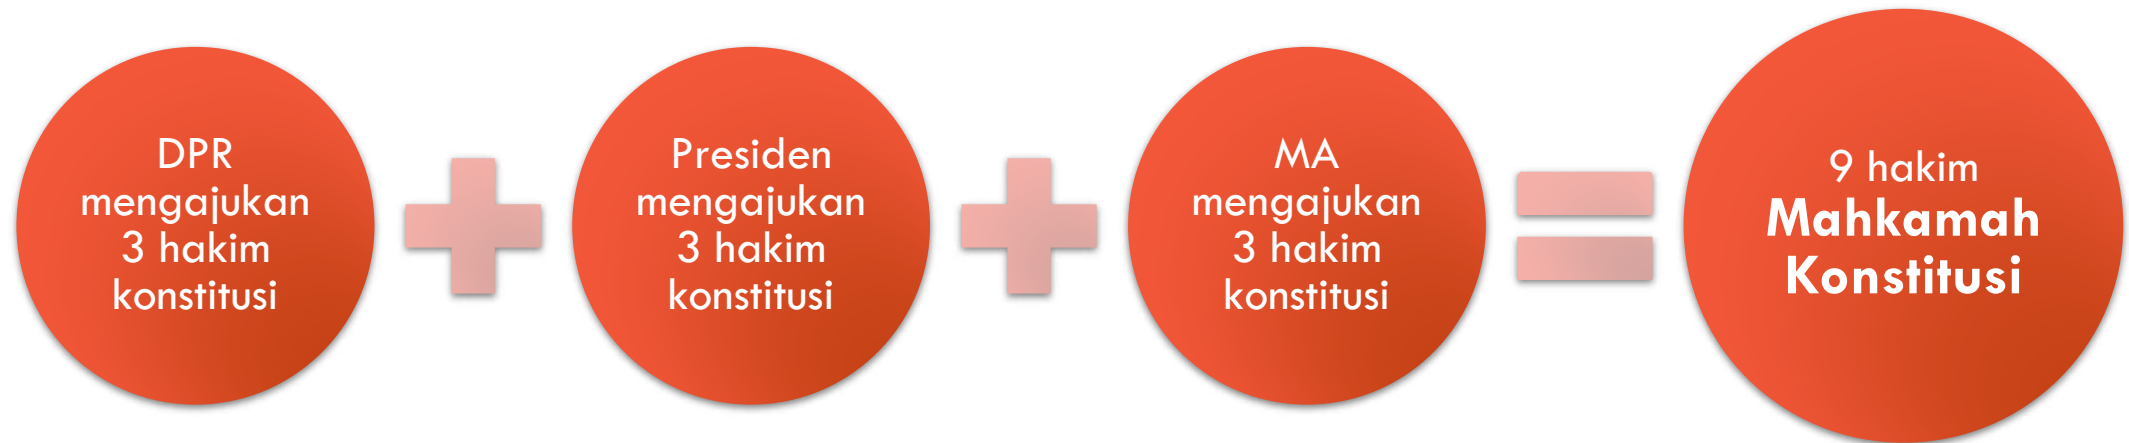 DPR
mengajukan
3 hakim
konstitusi
Presiden
mengajukan
3 hakim
konstitusi
MA
mengajukan
3 hakim
konstitusi
9 hakim
Mahkamah
Konstitusi